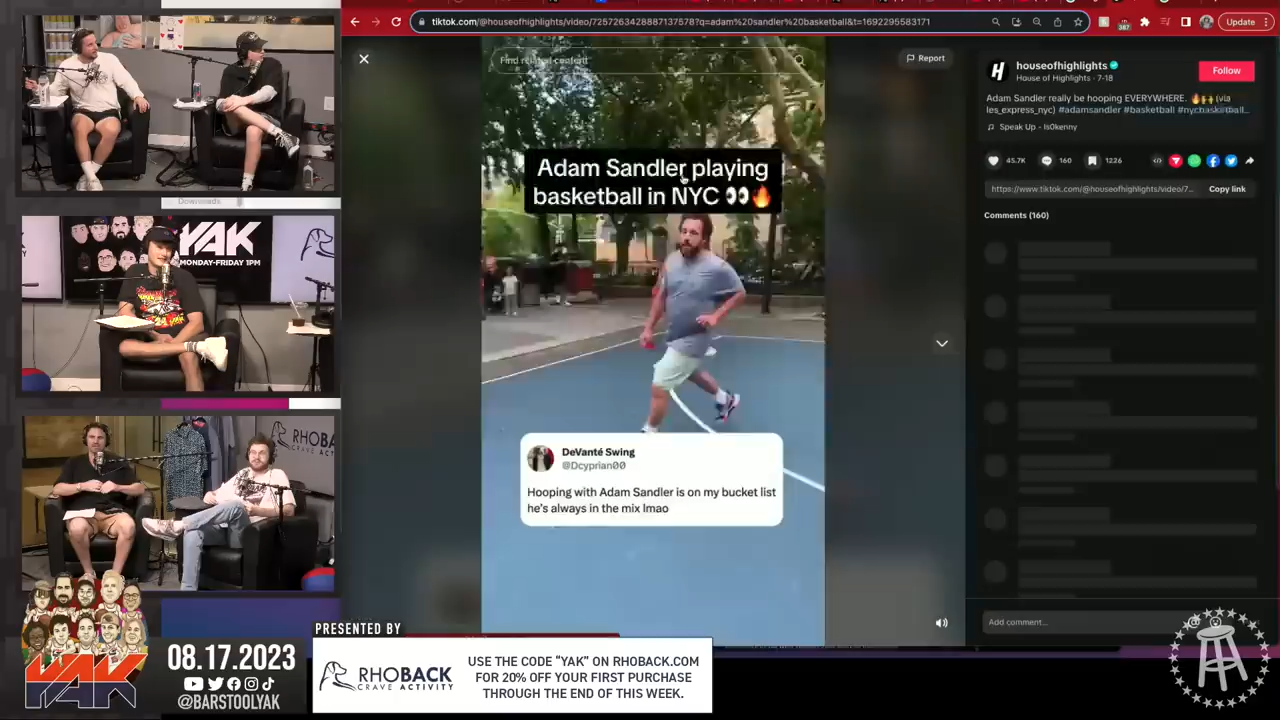 tiktok.com/@houseofhighlights/video/7257263428887137578?q=adam%20sandler%20basketball&t=1692295583171
387
Update
Find related content
Report
Adam Sandler playing
basketball in NYC 👀🔥
DeVanté Swing
@Dcyprian00
Hooping with Adam Sandler is on my bucket list
he's always in the mix lmao
houseofhighlights
House of Highlights · 7-18
Follow
Adam Sandler really be hooping EVERYWHERE. 🔥🙌 (via
les_express_nyc) #adamsandler #basketball #nycbasketball...
♫ Speak Up - Is0kenny
45.7K
160
1226
https://www.tiktok.com/@houseofhighlights/video/7...
Copy link
Comments (160)
Add comment...
Downloads
YAK
MONDAY-FRIDAY 1PM
RHOBACK
CRAVE ACTIVITY
YAK
08.17.2023
@BARSTOOLYAK
PRESENTED BY
RHOBACK
CRAVE ACTIVITY
USE THE CODE "YAK" ON RHOBACK.COM
FOR 20% OFF YOUR FIRST PURCHASE
THROUGH THE END OF THIS WEEK.